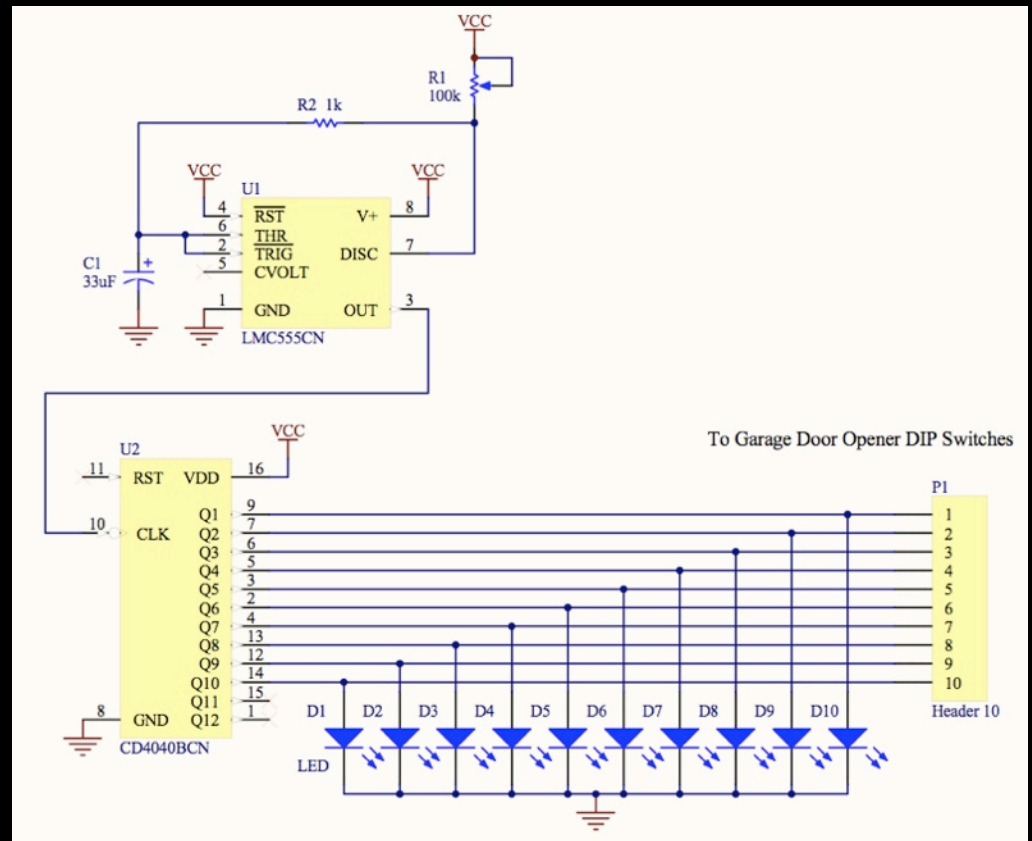 VCC
R1
100k
R2 1k
VCC
VCC
U1
4 RST V+ 8
6 THR
2 TRIG DISC 7
5 CVOLT
1 GND OUT 3
LMC555CN
C1
+
33uF
To Garage Door Opener DIP Switches
VCC
U2
11 RST VDD 16
10 CLK
Q1 9
Q2 7
Q3 6
Q4 5
Q5 3
Q6 2
Q7 4
Q8 13
Q9 12
Q10 14
Q11 15
8 GND Q12 1
CD4040BCN
P1
1
2
3
4
5
6
7
8
9
10
Header 10
D1 D2 D3 D4 D5 D6 D7 D8 D9 D10
LED